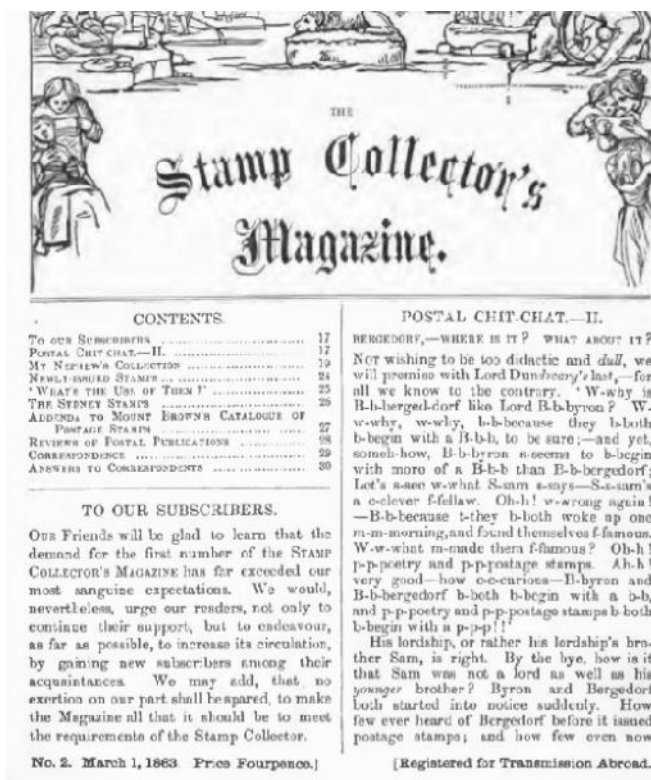 THE
Stamp Collector's
Magazine.
CONTENTS.
TO OUR SUBSCRIBERS .................... 17
POSTAL CHIT-CHAT.—II. .................... 17
MY NEPHEW'S COLLECTION .................... 19
NEWLY-ISSUED STAMPS .................... 24
'WHAT'S THE USE OF THEM?' .................... 25
THE SYDNEY STAMPS .................... 26
ADDENDA TO MOUNT BROWN'S CATALOGUE OF
POSTAGE STAMPS .................... 27
REVIEWS OF POSTAL PUBLICATIONS .................... 28
CORRESPONDENCE .................... 29
ANSWERS TO CORRESPONDENTS .................... 30
TO OUR SUBSCRIBERS.
OUR Friends will be glad to learn that the
demand for the first number of the STAMP
COLLECTOR'S MAGAZINE has far exceeded our
most sanguine expectations. We would,
nevertheless, urge our readers, not only to
continue their support, but to endeavour,
as far as possible, to increase its circulation,
by gaining new subscribers among their
acquaintances. We may add, that no
exertion on our part shall be spared, to make
the Magazine all that it should be to meet
the requirements of the Stamp Collector.
POSTAL CHIT-CHAT.—II.
BERGEDORF,—WHERE IS IT? WHAT ABOUT IT?
NOT wishing to be too didactic and dull, we
will premise with Lord Dundreary's last,—for
all we know to the contrary. 'W-why is
B-b-berged-dorf like Lord B-b-byron? W-
w-why, w-why, b-b-because they b-both
b-begin with a B-b-b, to be sure;—and yet,
someb-how, B-b-byron s-seems to b-begin
with more of a B-b-b than B-b-bergedorf;
Let's s-see w-what S-sam s-says—S-s-sam's
a c-clever f-fellaw. Oh-h! w-wrong again!
—B-b-because t-they b-both woke up one
m-m-morning, and found themselves f-famous.
W-w-what m-made them f-famous? Oh-h!
p-p-poetry and p-p-postage stamps. Ah-h!
very good—how c-c-curious—B-byron and
B-b-bergedorf b-both b-begin with a b-b,
and p-p-poetry and p-p-postage stamps b-both
b-begin with a p-p-p!!'
His lordship, or rather his lordship's bro-
ther Sam, is right. By the bye, how is it
that Sam was not a lord as well as his
younger brother? Byron and Bergedorf
both started into notice suddenly. How
few ever heard of Bergedorf before it issued
postage stamps; and how few even now
No. 2. March 1, 1863. Price Fourpence.]
[Registered for Transmission Abroad.